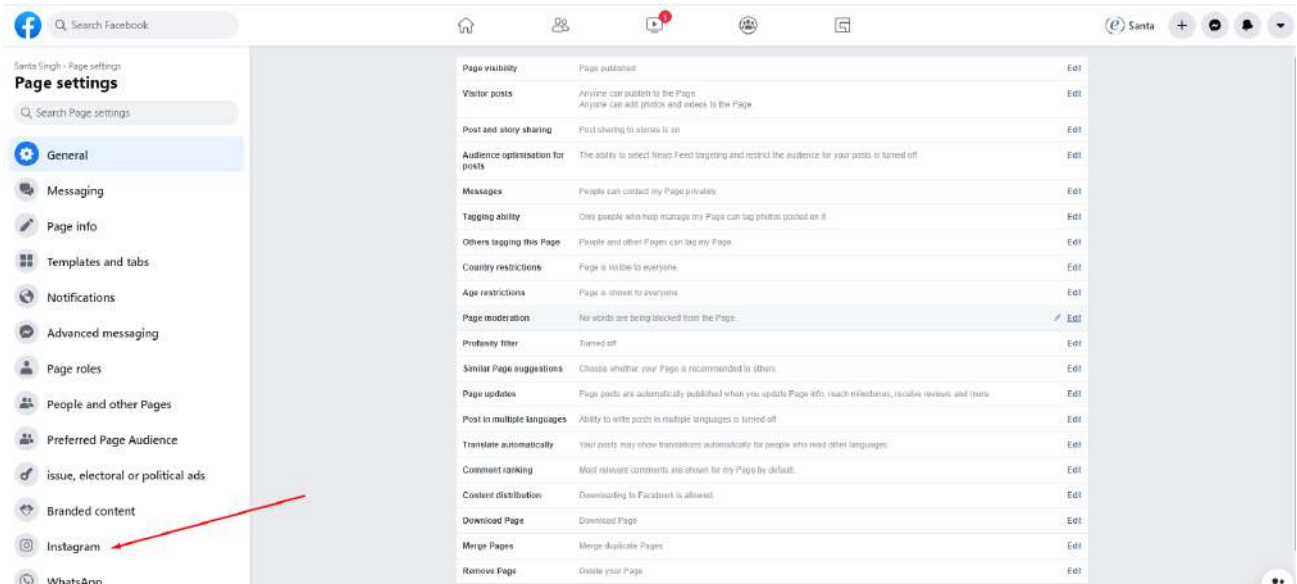 Search Facebook
1
Santa
Santa Singh › Page settings
Page settings
Search Page settings
General
Messaging
Page info
Templates and tabs
Notifications
Advanced messaging
Page roles
People and other Pages
Preferred Page Audience
issue, electoral or political ads
Branded content
Instagram
WhatsApp
Page visibility Page published Edit
Visitor posts Anyone can publish to the Page. Edit
Anyone can add photos and videos to the Page
Post and story sharing Post sharing to stories is on Edit
Audience optimisation for The ability to select News Feed targeting and restrict the audience for your posts is turned off Edit
posts
Messages People can contact my Page privately. Edit
Tagging ability Only people who help manage my Page can tag photos posted on it. Edit
Others tagging this Page People and other Pages can tag my Page. Edit
Country restrictions Page is visible to everyone. Edit
Age restrictions Page is shown to everyone. Edit
Page moderation No words are being blocked from the Page. Edit
Profanity filter Turned off Edit
Similar Page suggestions Choose whether your Page is recommended to others Edit
Page updates Page posts are automatically published when you update Page info, reach milestones, receive reviews and more. Edit
Post in multiple languages Ability to write posts in multiple languages is turned off Edit
Translate automatically Your posts may show translations automatically for people who read other languages. Edit
Comment ranking Most relevant comments are shown for my Page by default. Edit
Content distribution Downloading to Facebook is allowed. Edit
Download Page Download Page Edit
Merge Pages Merge duplicate Pages Edit
Remove Page Delete your Page Edit